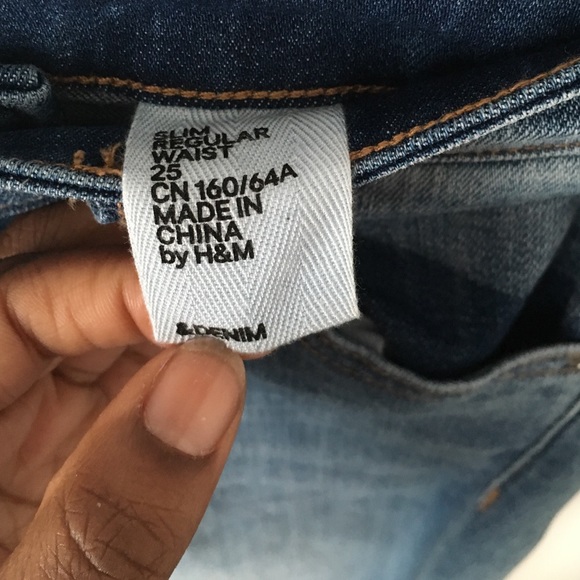 SLIM
REGULAR
WAIST
25
CN 160/64A
MADE IN
CHINA
by H&M
&DENIM